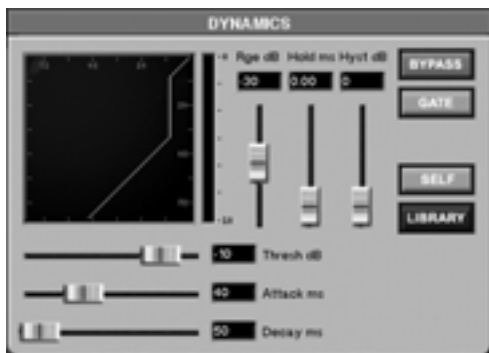 DYNAMICS
Rge dB Hold ms Hyst dB
-30 0.00 0
BYPASS
GATE
SELF
LIBRARY
-10 Thresh dB
40 Attack ms
50 Decay ms